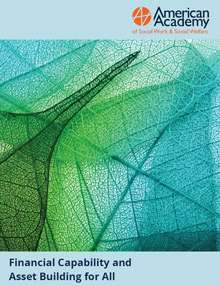 American
Academy
of Social Work & Social Welfare
Financial Capability and
Asset Building for All